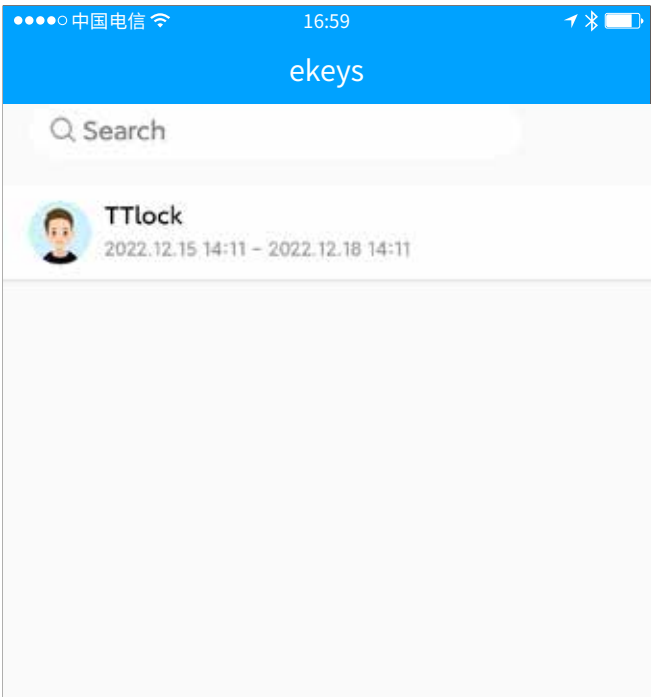 中国电信 16:59
ekeys
Search
TTlock
2022.12.15 14:11 - 2022.12.18 14:11